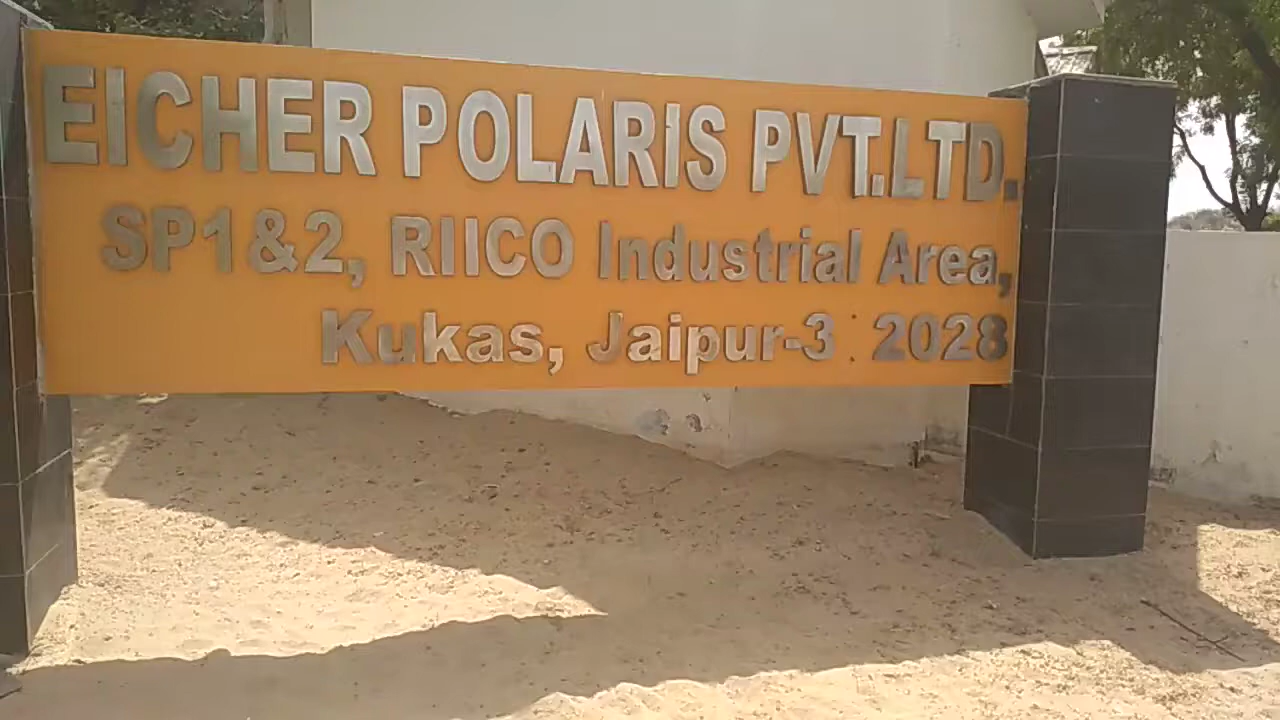 EICHER POLARIS PVT.LTD.
SP1&2, RIICO Industrial Area,
Kukas, Jaipur-3 2028